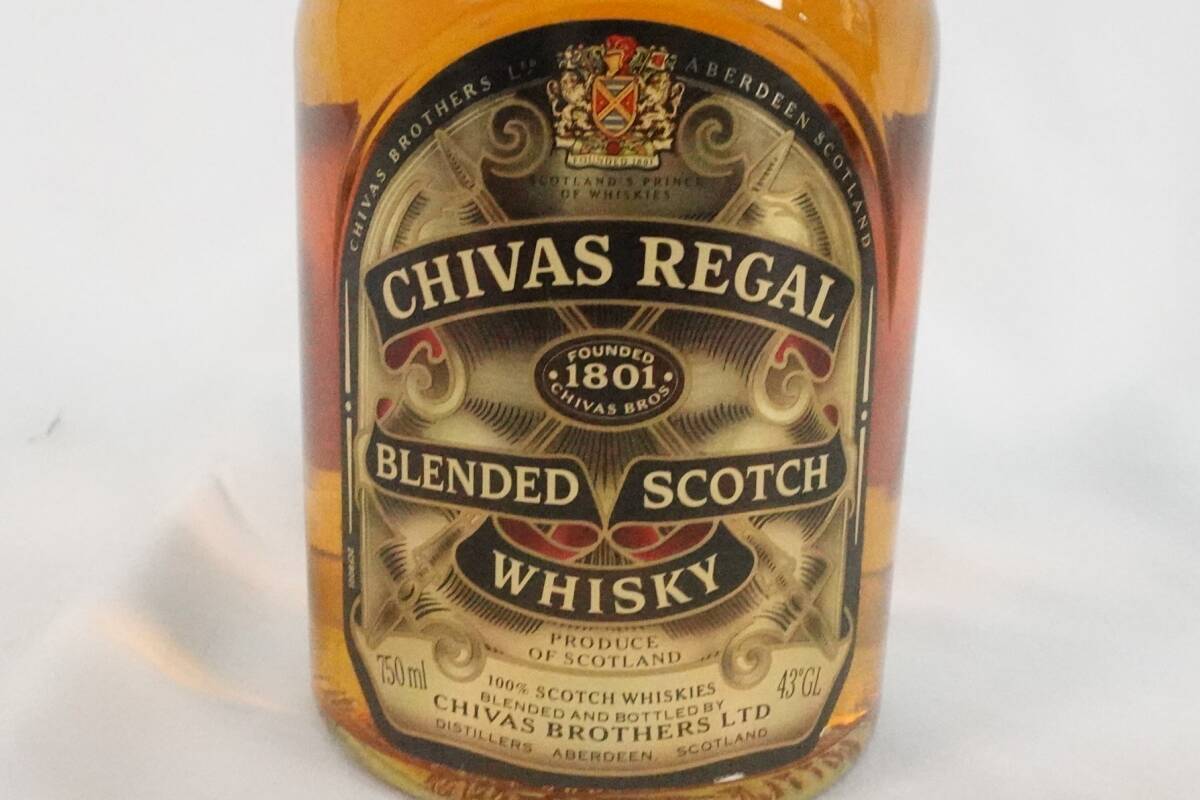 CHIVAS BROTHERS LTD ABERDEEN SCOTLAND
FOUNDED 1801
SCOTLAND'S PRINCE
OF WHISKIES
CHIVAS REGAL
FOUNDED
· 1801 ·
CHIVAS BROS
BLENDED SCOTCH
WHISKY
PRODUCE
OF SCOTLAND
750 ml
43°GL
100% SCOTCH WHISKIES
BLENDED AND BOTTLED BY
CHIVAS BROTHERS LTD
DISTILLERS ABERDEEN, SCOTLAND